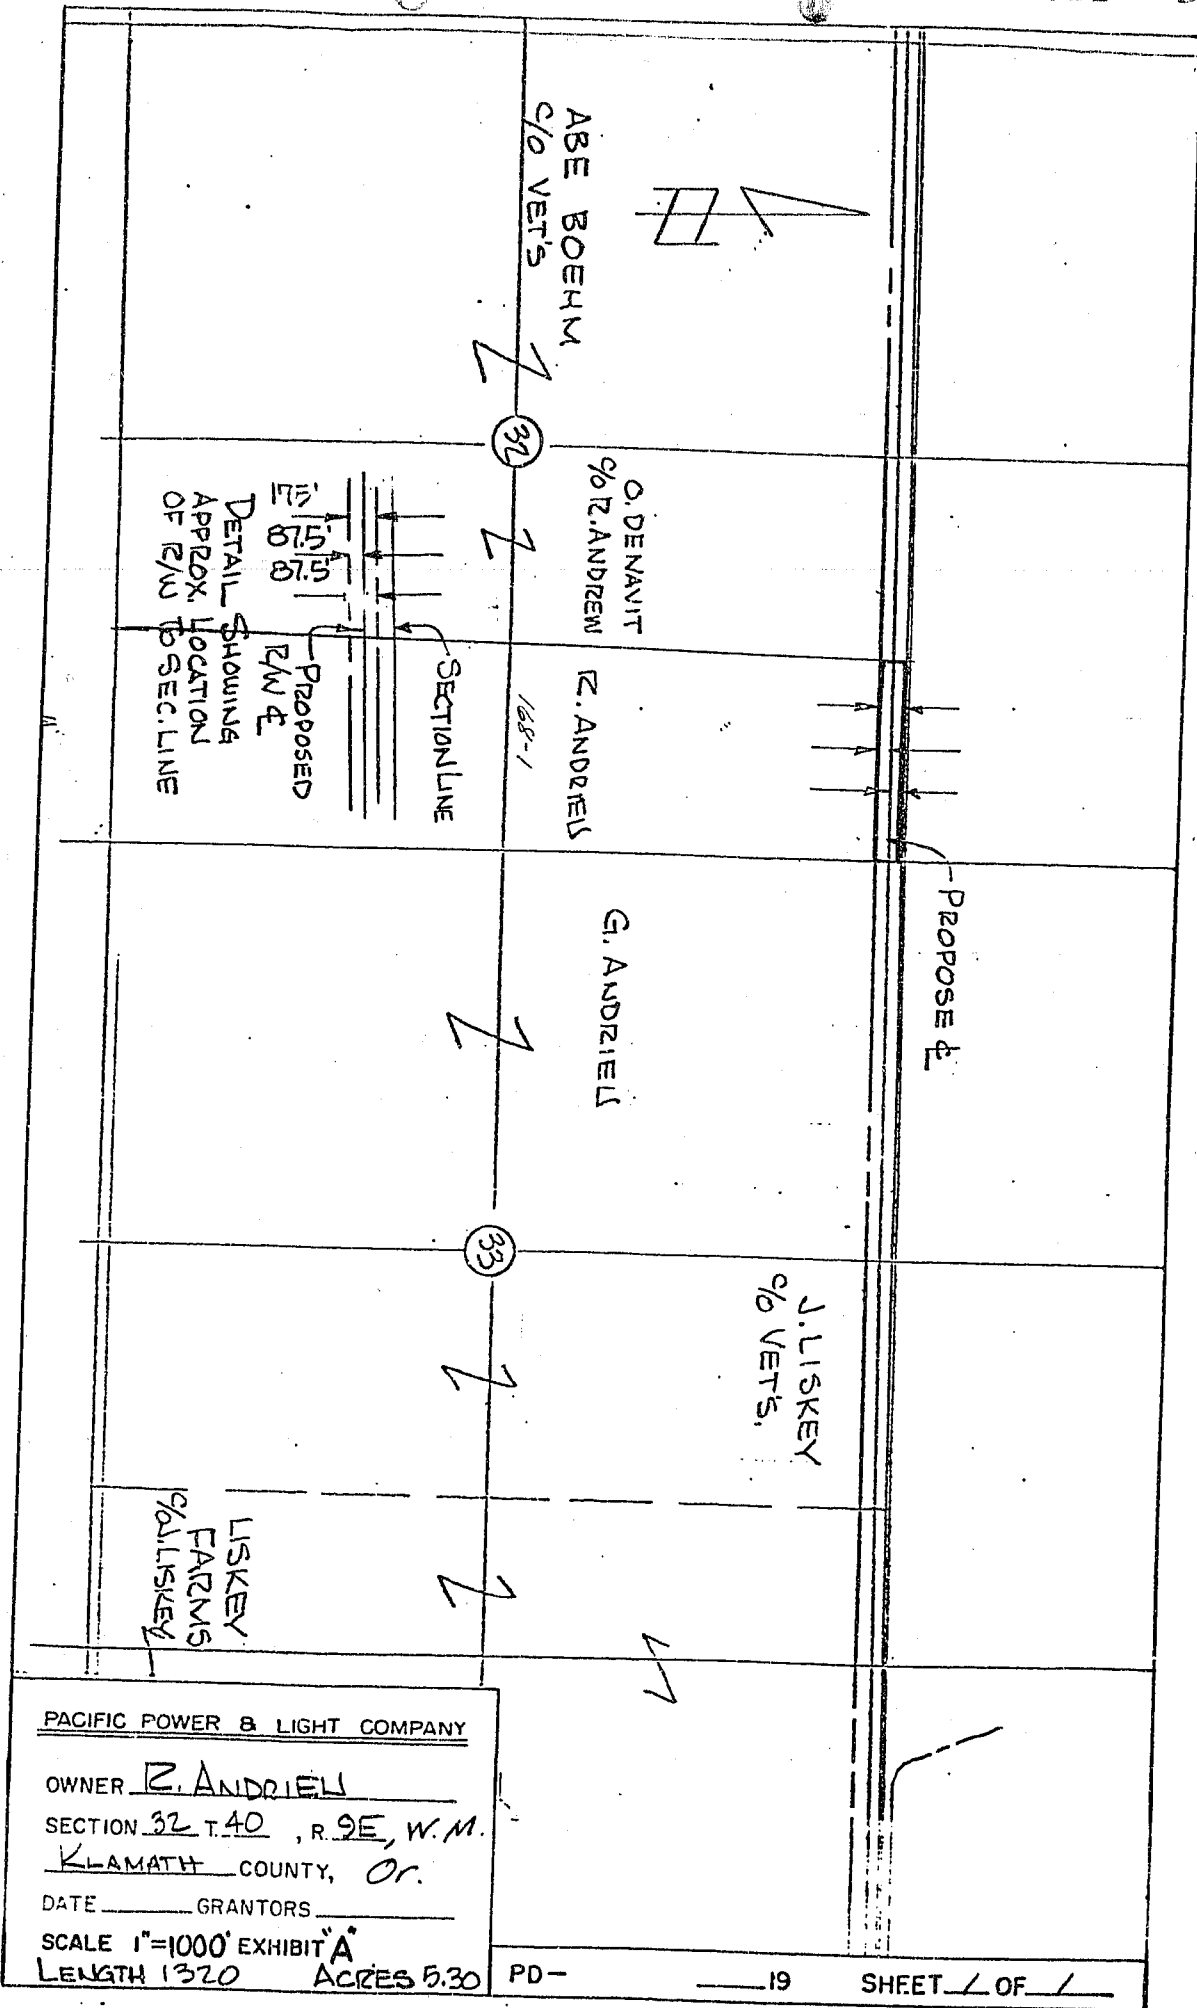 ABE BOEHM
C/O VET'S
32
O. DENAVIT
C/O R. ANDREW
R. ANDRIEU
168-1
175'
87.5'
87.5'
SECTION LINE
PROPOSED
R/W ℄
DETAIL SHOWING
APPROX. LOCATION
OF R/W TO SEC. LINE
PROPOSE ℄
G. ANDRIEU
33
J. LISKEY
C/O VET'S.
LISKEY
FARMS
C/O J. LISKEY
PACIFIC POWER & LIGHT COMPANY
OWNER R. ANDRIEU
SECTION 32 T. 40, R. 9E, W.M.
KLAMATH COUNTY, Or.
DATE GRANTORS
SCALE 1"=1000' EXHIBIT "A"
LENGTH 1320 ACRES 5.30
PD- 19 SHEET 1 OF 1